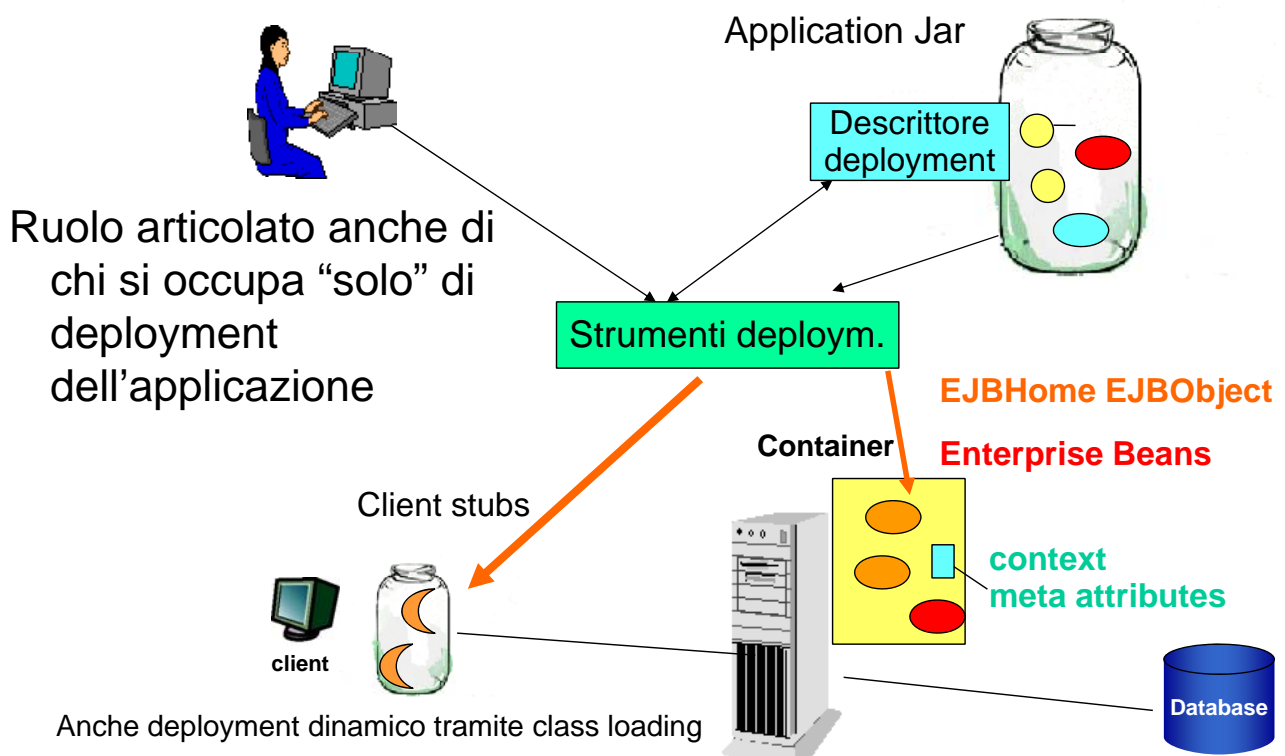 Application Jar
Descrittore
deployment
Ruolo articolato anche di
chi si occupa “solo” di
deployment
dell’applicazione
Strumenti deploym.
EJBHome EJBObject
Container
Enterprise Beans
Client stubs
context
meta attributes
client
Database
Anche deployment dinamico tramite class loading